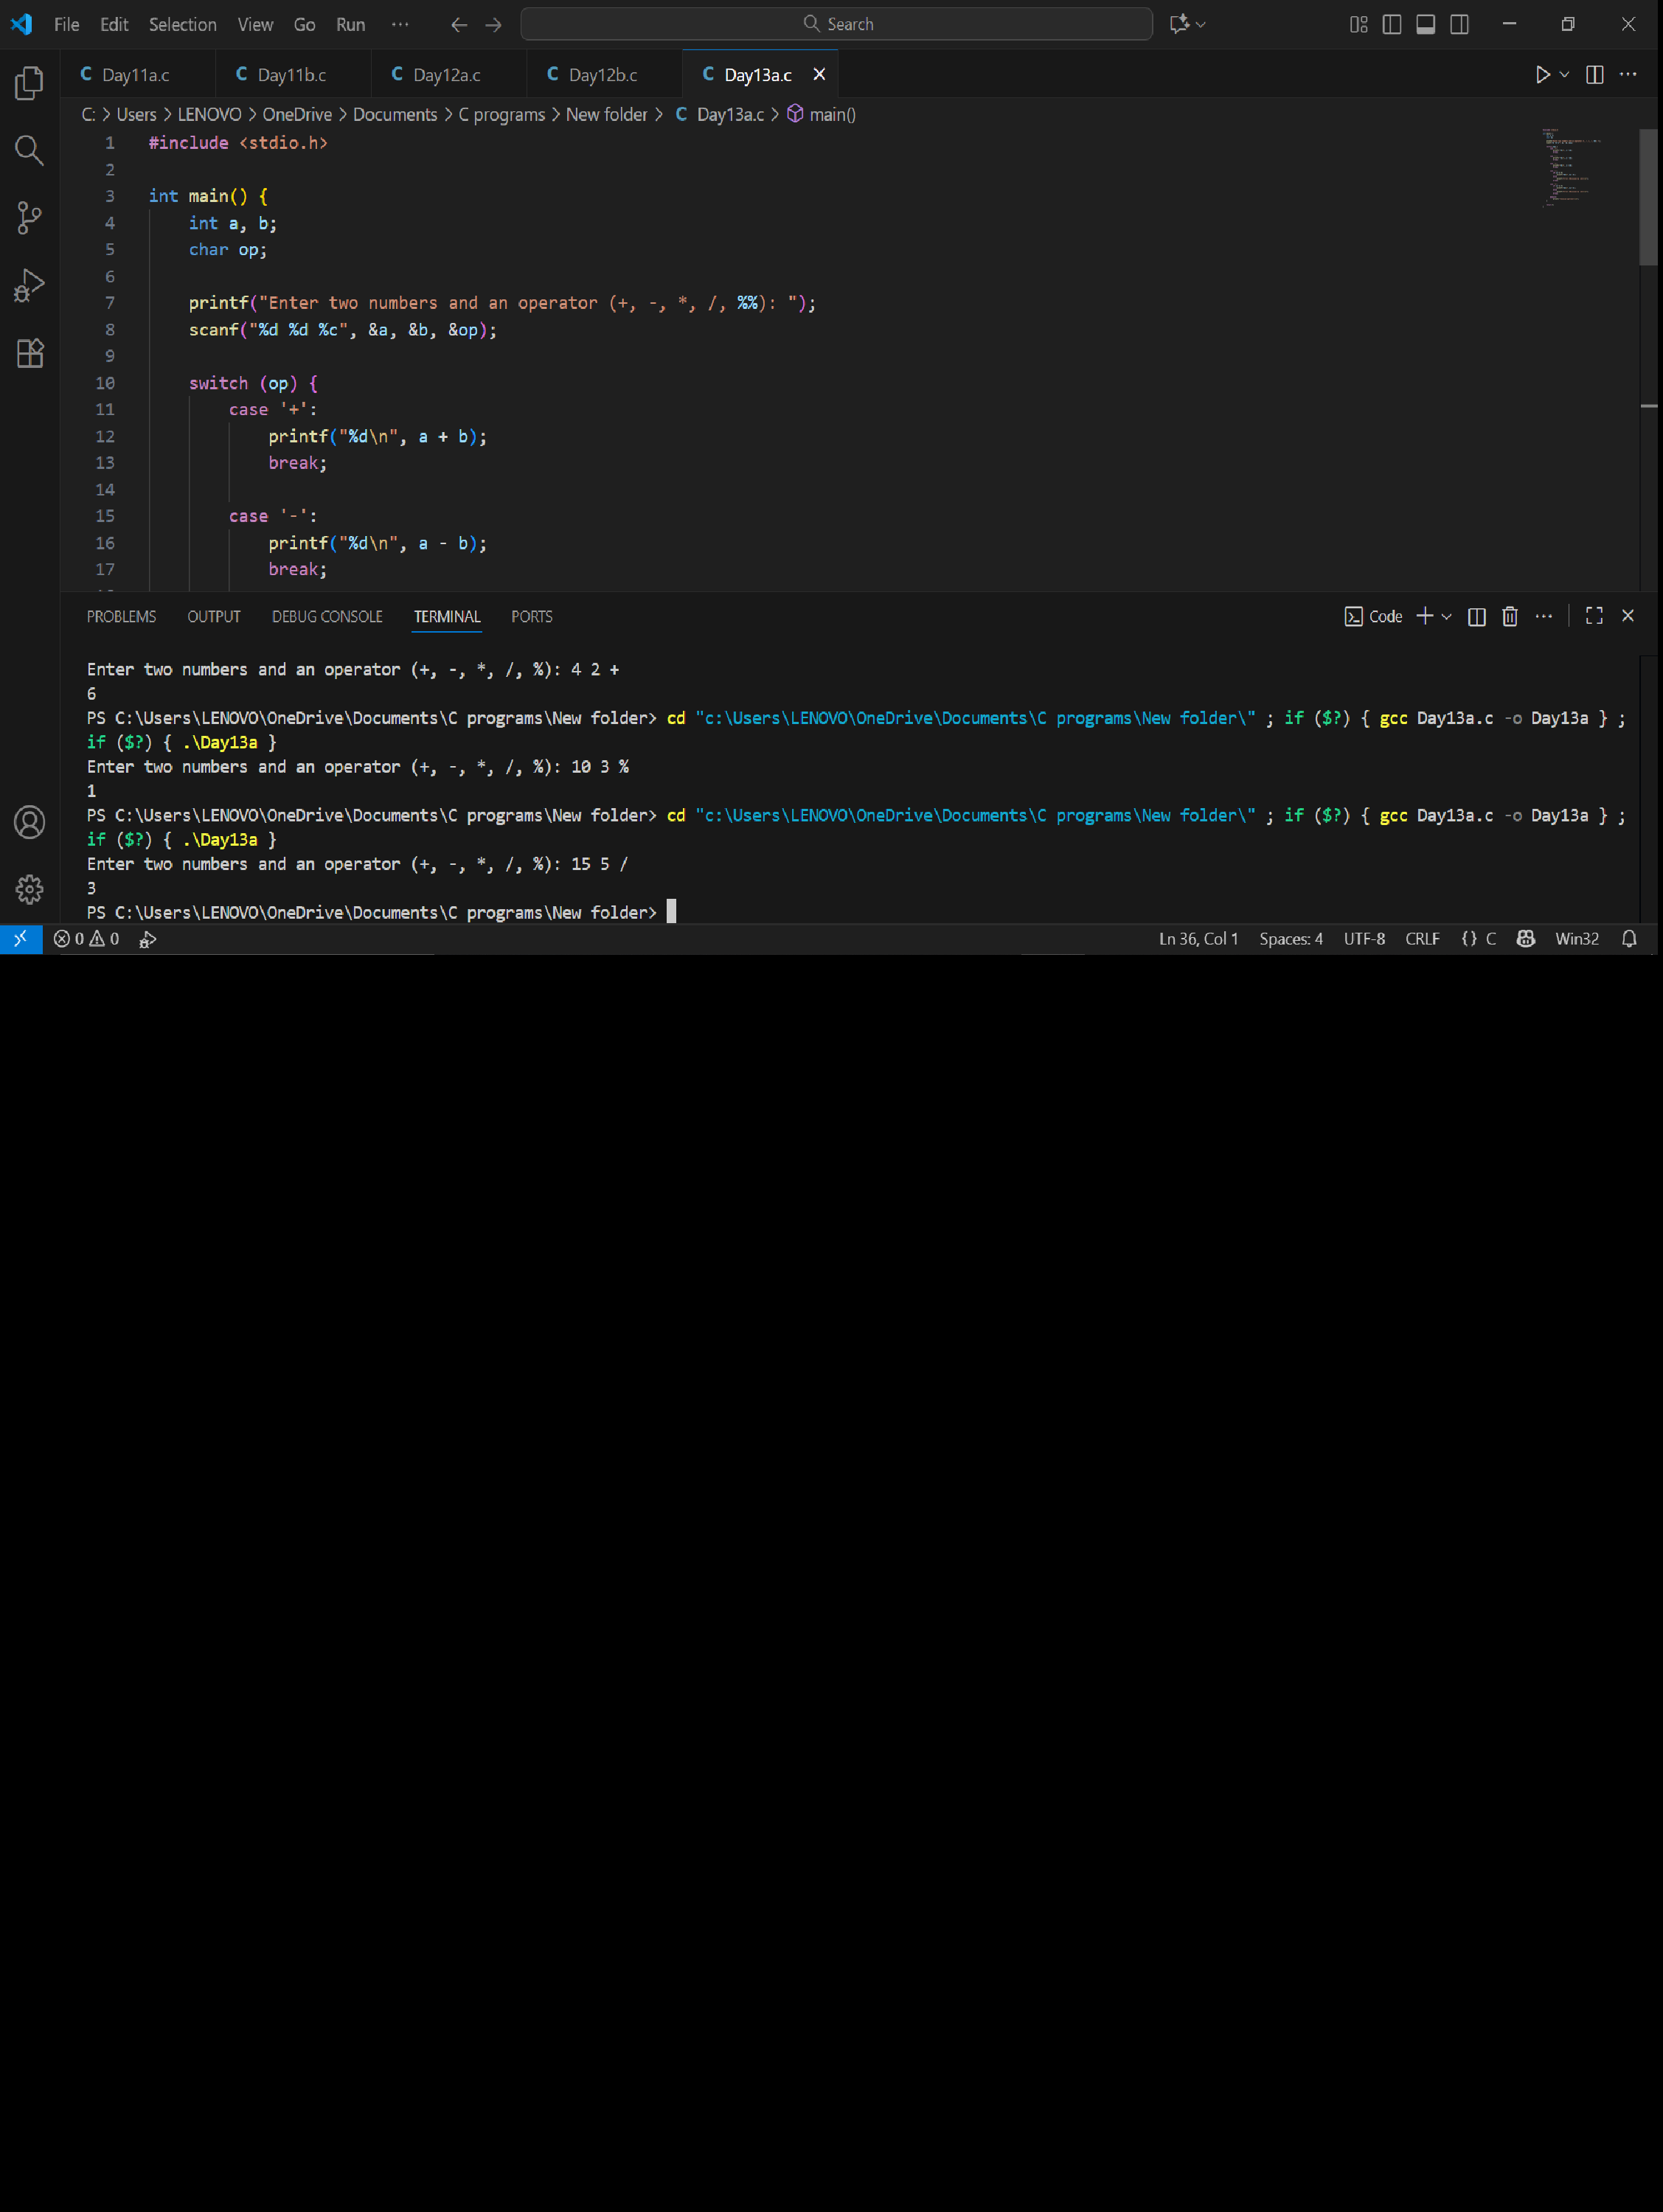 File Edit Selection View Go Run ··· Search
C Day11a.c C Day11b.c C Day12a.c C Day12b.c C Day13a.c
C: > Users > LENOVO > OneDrive > Documents > C programs > New folder > C Day13a.c > main()
1 #include <stdio.h>
2
3 int main() {
4 int a, b;
5 char op;
6
7 printf("Enter two numbers and an operator (+, -, *, /, %%): ");
8 scanf("%d %d %c", &a, &b, &op);
9
10 switch (op) {
11 case '+':
12 printf("%d\n", a + b);
13 break;
14
15 case '-':
16 printf("%d\n", a - b);
17 break;
PROBLEMS OUTPUT DEBUG CONSOLE TERMINAL PORTS Code
Enter two numbers and an operator (+, -, *, /, %): 4 2 +
6
PS C:\Users\LENOVO\OneDrive\Documents\C programs\New folder> cd "c:\Users\LENOVO\OneDrive\Documents\C programs\New folder\" ; if ($?) { gcc Day13a.c -o Day13a } ;
if ($?) { .\Day13a }
Enter two numbers and an operator (+, -, *, /, %): 10 3 %
1
PS C:\Users\LENOVO\OneDrive\Documents\C programs\New folder> cd "c:\Users\LENOVO\OneDrive\Documents\C programs\New folder\" ; if ($?) { gcc Day13a.c -o Day13a } ;
if ($?) { .\Day13a }
Enter two numbers and an operator (+, -, *, /, %): 15 5 /
3
PS C:\Users\LENOVO\OneDrive\Documents\C programs\New folder>
0 0 Ln 36, Col 1 Spaces: 4 UTF-8 CRLF {} C Win32